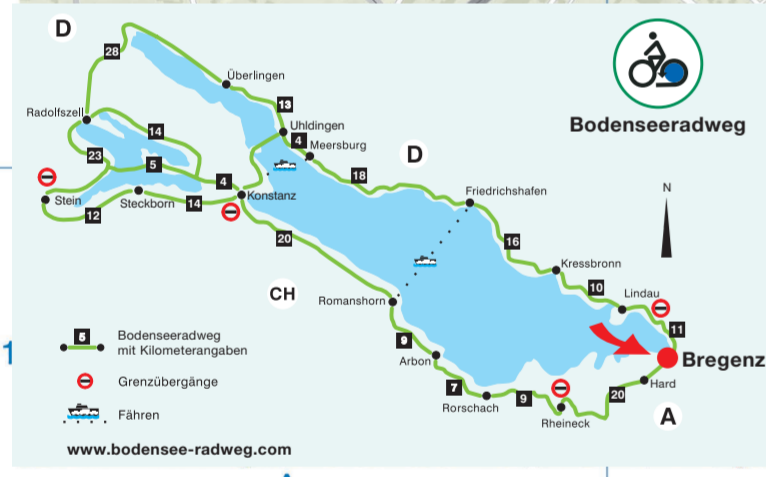 D
28
Überlingen
13
Radolfszell
14
Uhldingen
4
Meersburg
D
Bodenseeradweg
23
5
4
18
N
Stein
Steckborn
14
Konstanz
Friedrichshafen
12
20
16
Kressbronn
CH
10
Lindau
Romanshorn
11
5
Bodenseeradweg
mit Kilometerangaben
9
Arbon
Bregenz
1
Grenzübergänge
7
Hard
Rorschach
9
20
Rheineck
A
Fähren
www.bodensee-radweg.com